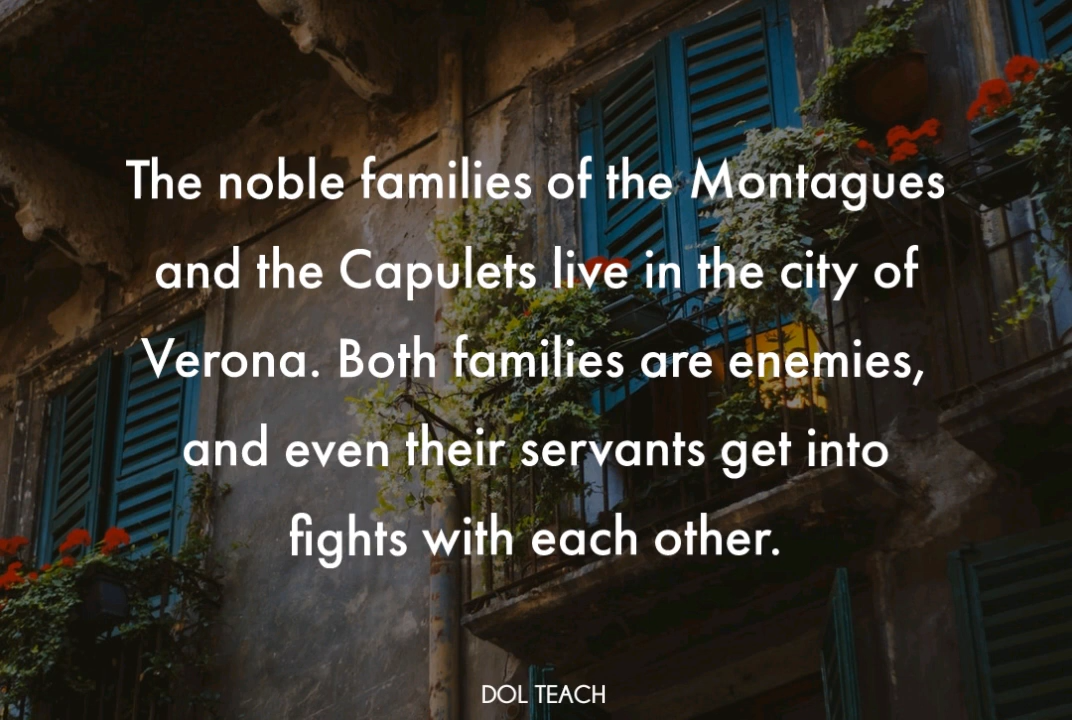 The noble families of the Montagues
and the Capulets live in the city of
Verona. Both families are enemies,
and even their servants get into
fights with each other.
DOL TEACH